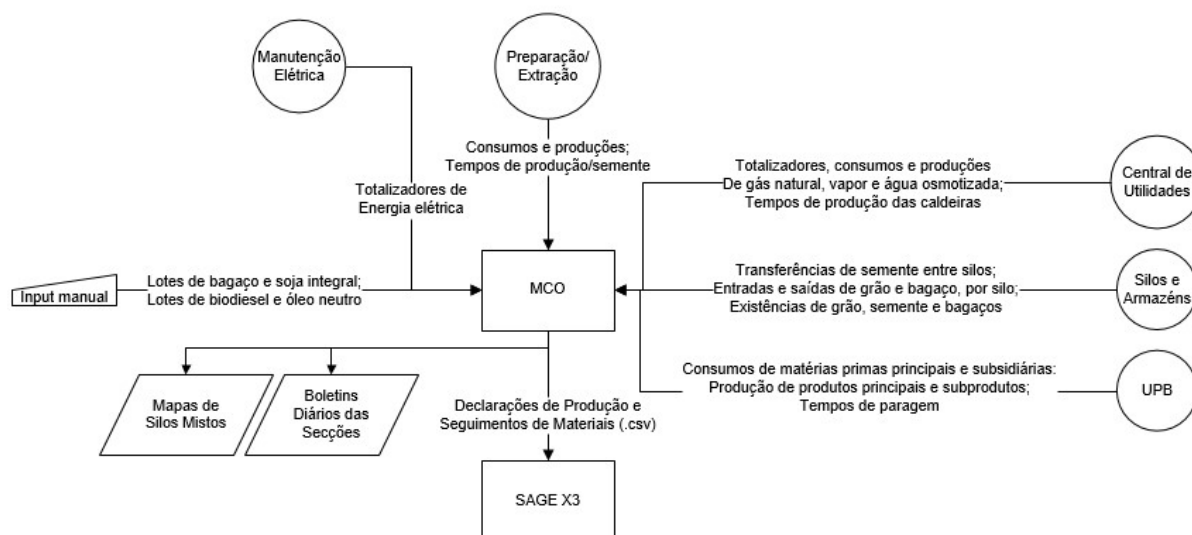 Manutenção
Elétrica
Preparação/
Extração
Consumos e produções;
Tempos de produção/semente
Totalizadores de
Energia elétrica
Totalizadores, consumos e produções
De gás natural, vapor e água osmotizada;
Tempos de produção das caldeiras
Central de
Utilidades
Input manual
Lotes de bagaço e soja integral;
Lotes de biodiesel e óleo neutro
MCO
Transferências de semente entre silos;
Entradas e saídas de grão e bagaço, por silo;
Existências de grão, semente e bagaços
Silos e
Armazéns
Consumos de matérias primas principais e subsidiárias:
Produção de produtos principais e subprodutos;
Tempos de paragem
UPB
Mapas de
Silos Mistos
Boletins
Diários das
Secções
Declarações de Produção e
Seguimentos de Materiais (.csv)
SAGE X3